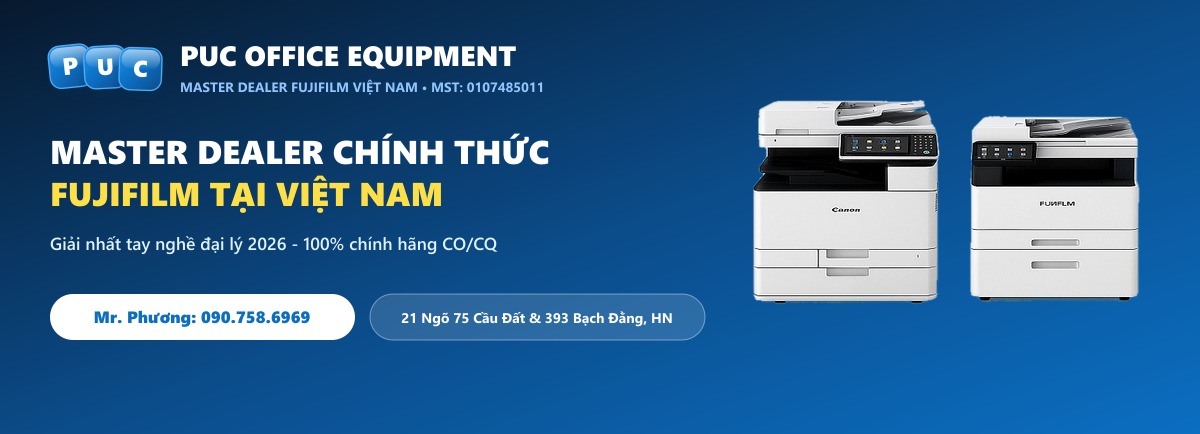 PUC
PUC OFFICE EQUIPMENT
MASTER DEALER FUJIFILM VIỆT NAM • MST: 0107485011
MASTER DEALER CHÍNH THỨC
FUJIFILM TẠI VIỆT NAM
Giải nhất tay nghề đại lý 2026 - 100% chính hãng CO/CQ
Mr. Phương: 090.758.6969
21 Ngõ 75 Cầu Đất & 393 Bạch Đằng, HN
Canon
FUJIFILM